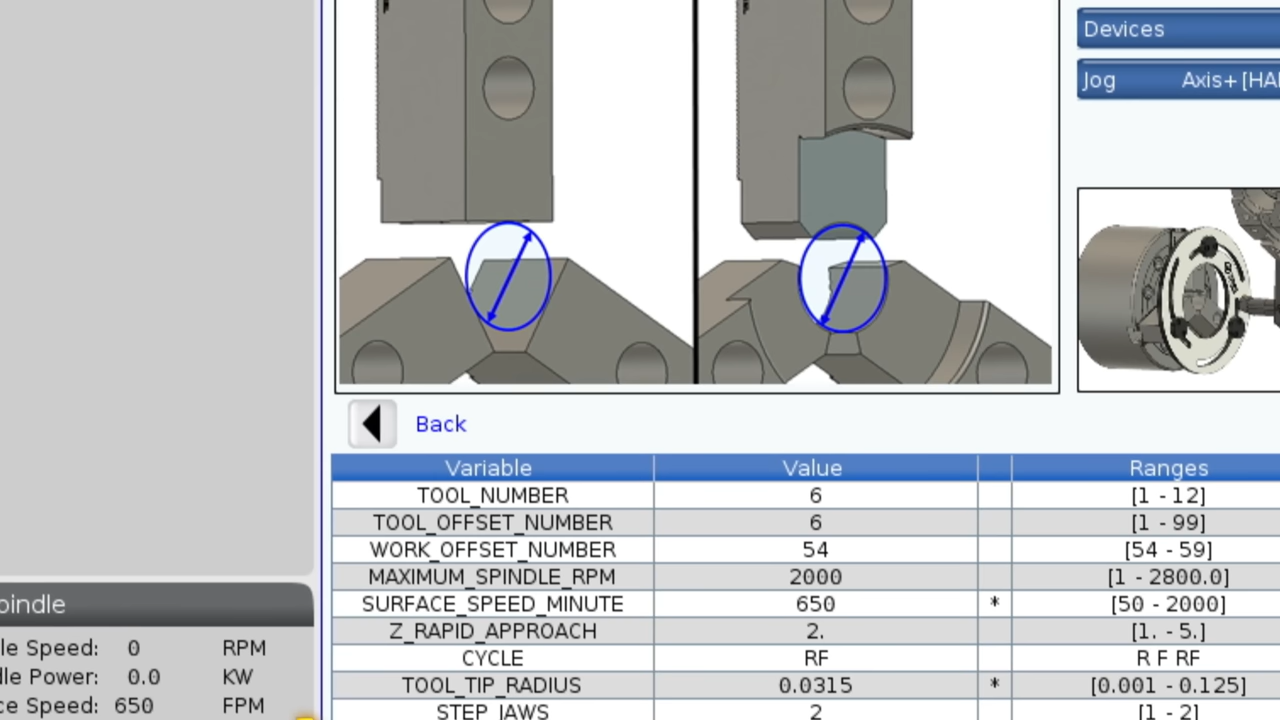 Devices
Jog Axis+ [HA
Back
Variable Value Ranges
TOOL_NUMBER 6 [1 - 12]
TOOL_OFFSET_NUMBER 6 [1 - 99]
WORK_OFFSET_NUMBER 54 [54 - 59]
MAXIMUM_SPINDLE_RPM 2000 [1 - 2800.0]
SURFACE_SPEED_MINUTE 650 * [50 - 2000]
Z_RAPID_APPROACH 2. [1. - 5.]
CYCLE RF R F RF
TOOL_TIP_RADIUS 0.0315 * [0.001 - 0.125]
STEP_JAWS 2 [1 - 2]
pindle
le Speed: 0 RPM
dle Power: 0.0 KW
ce Speed: 650 FPM